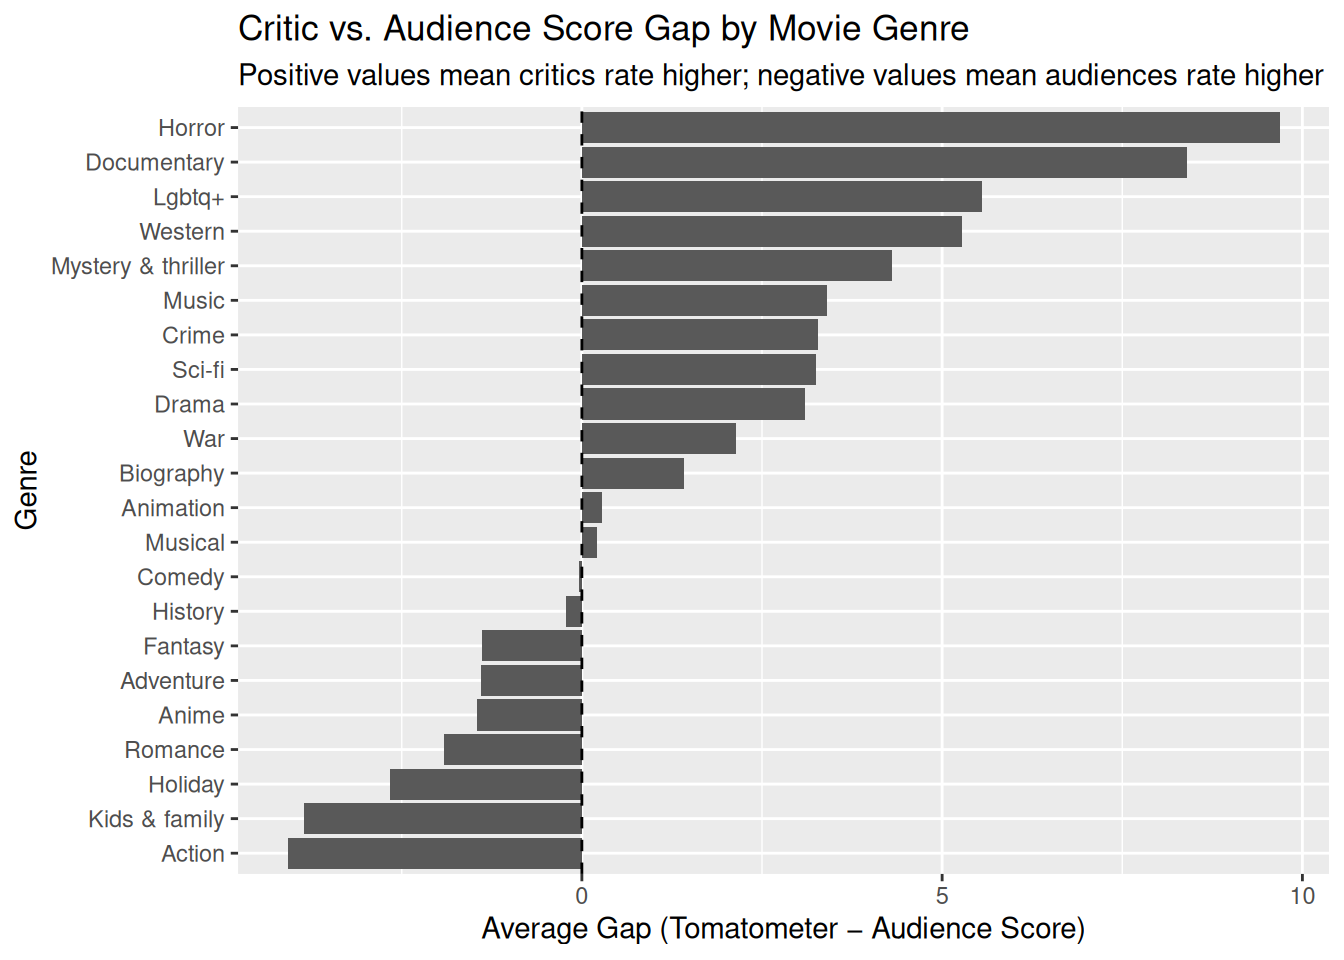 Critic vs. Audience Score Gap by Movie Genre
Positive values mean critics rate higher; negative values mean audiences rate higher
Genre
Horror
Documentary
Lgbtq+
Western
Mystery & thriller
Music
Crime
Sci-fi
Drama
War
Biography
Animation
Musical
Comedy
History
Fantasy
Adventure
Anime
Romance
Holiday
Kids & family
Action
0 5 10
Average Gap (Tomatometer − Audience Score)